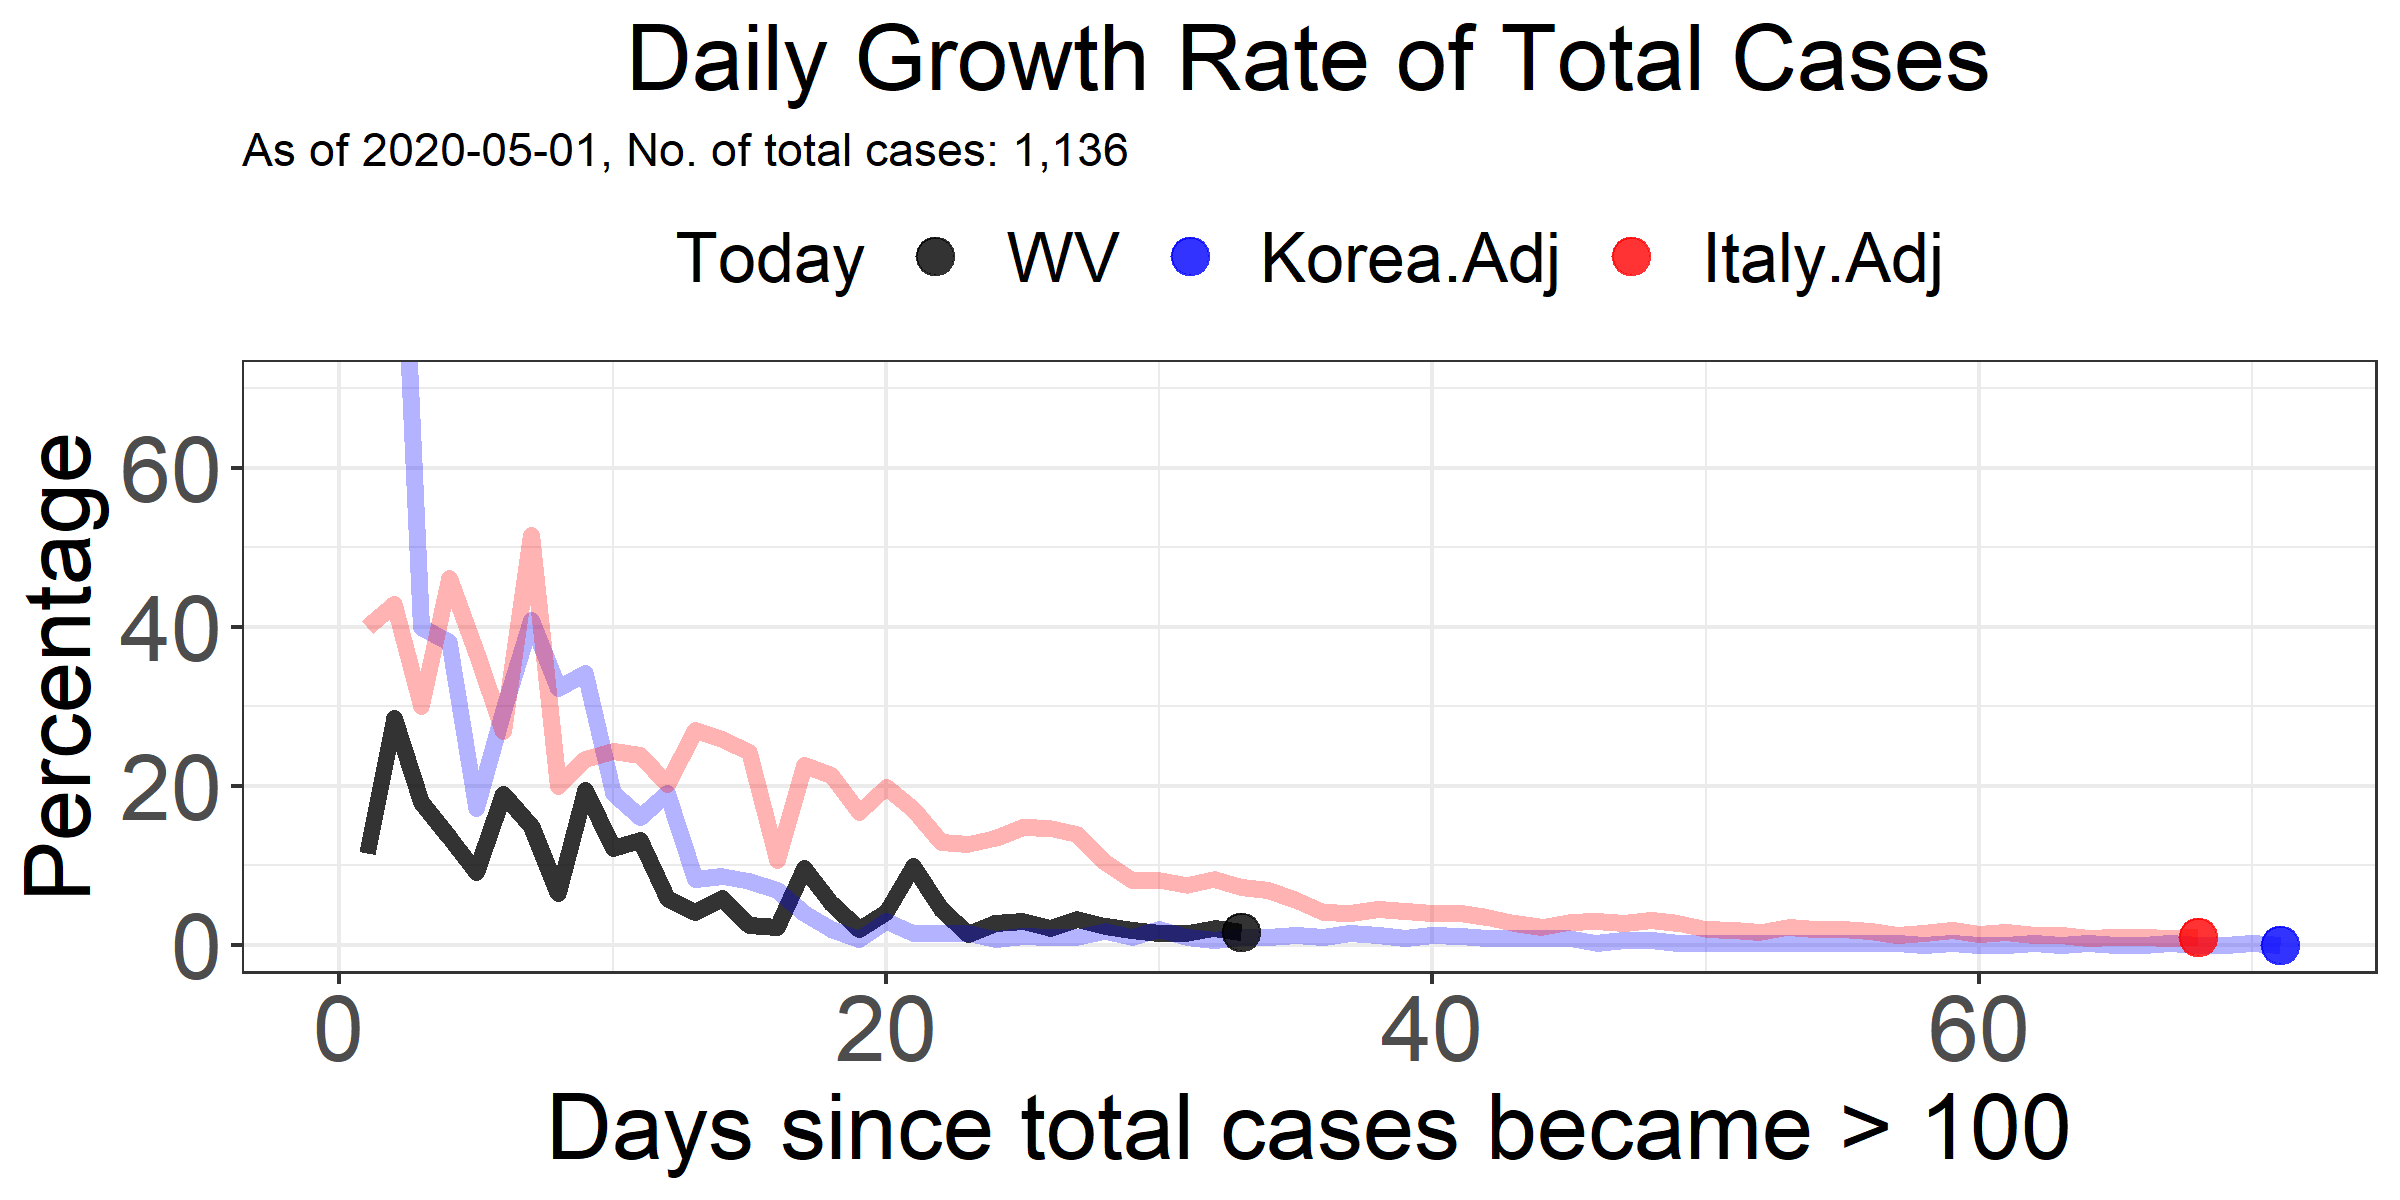 Daily Growth Rate of Total Cases
As of 2020-05-01, No. of total cases: 1,136
Today WV Korea.Adj Italy.Adj
Percentage
60
40
20
0
0 20 40 60
Days since total cases became > 100